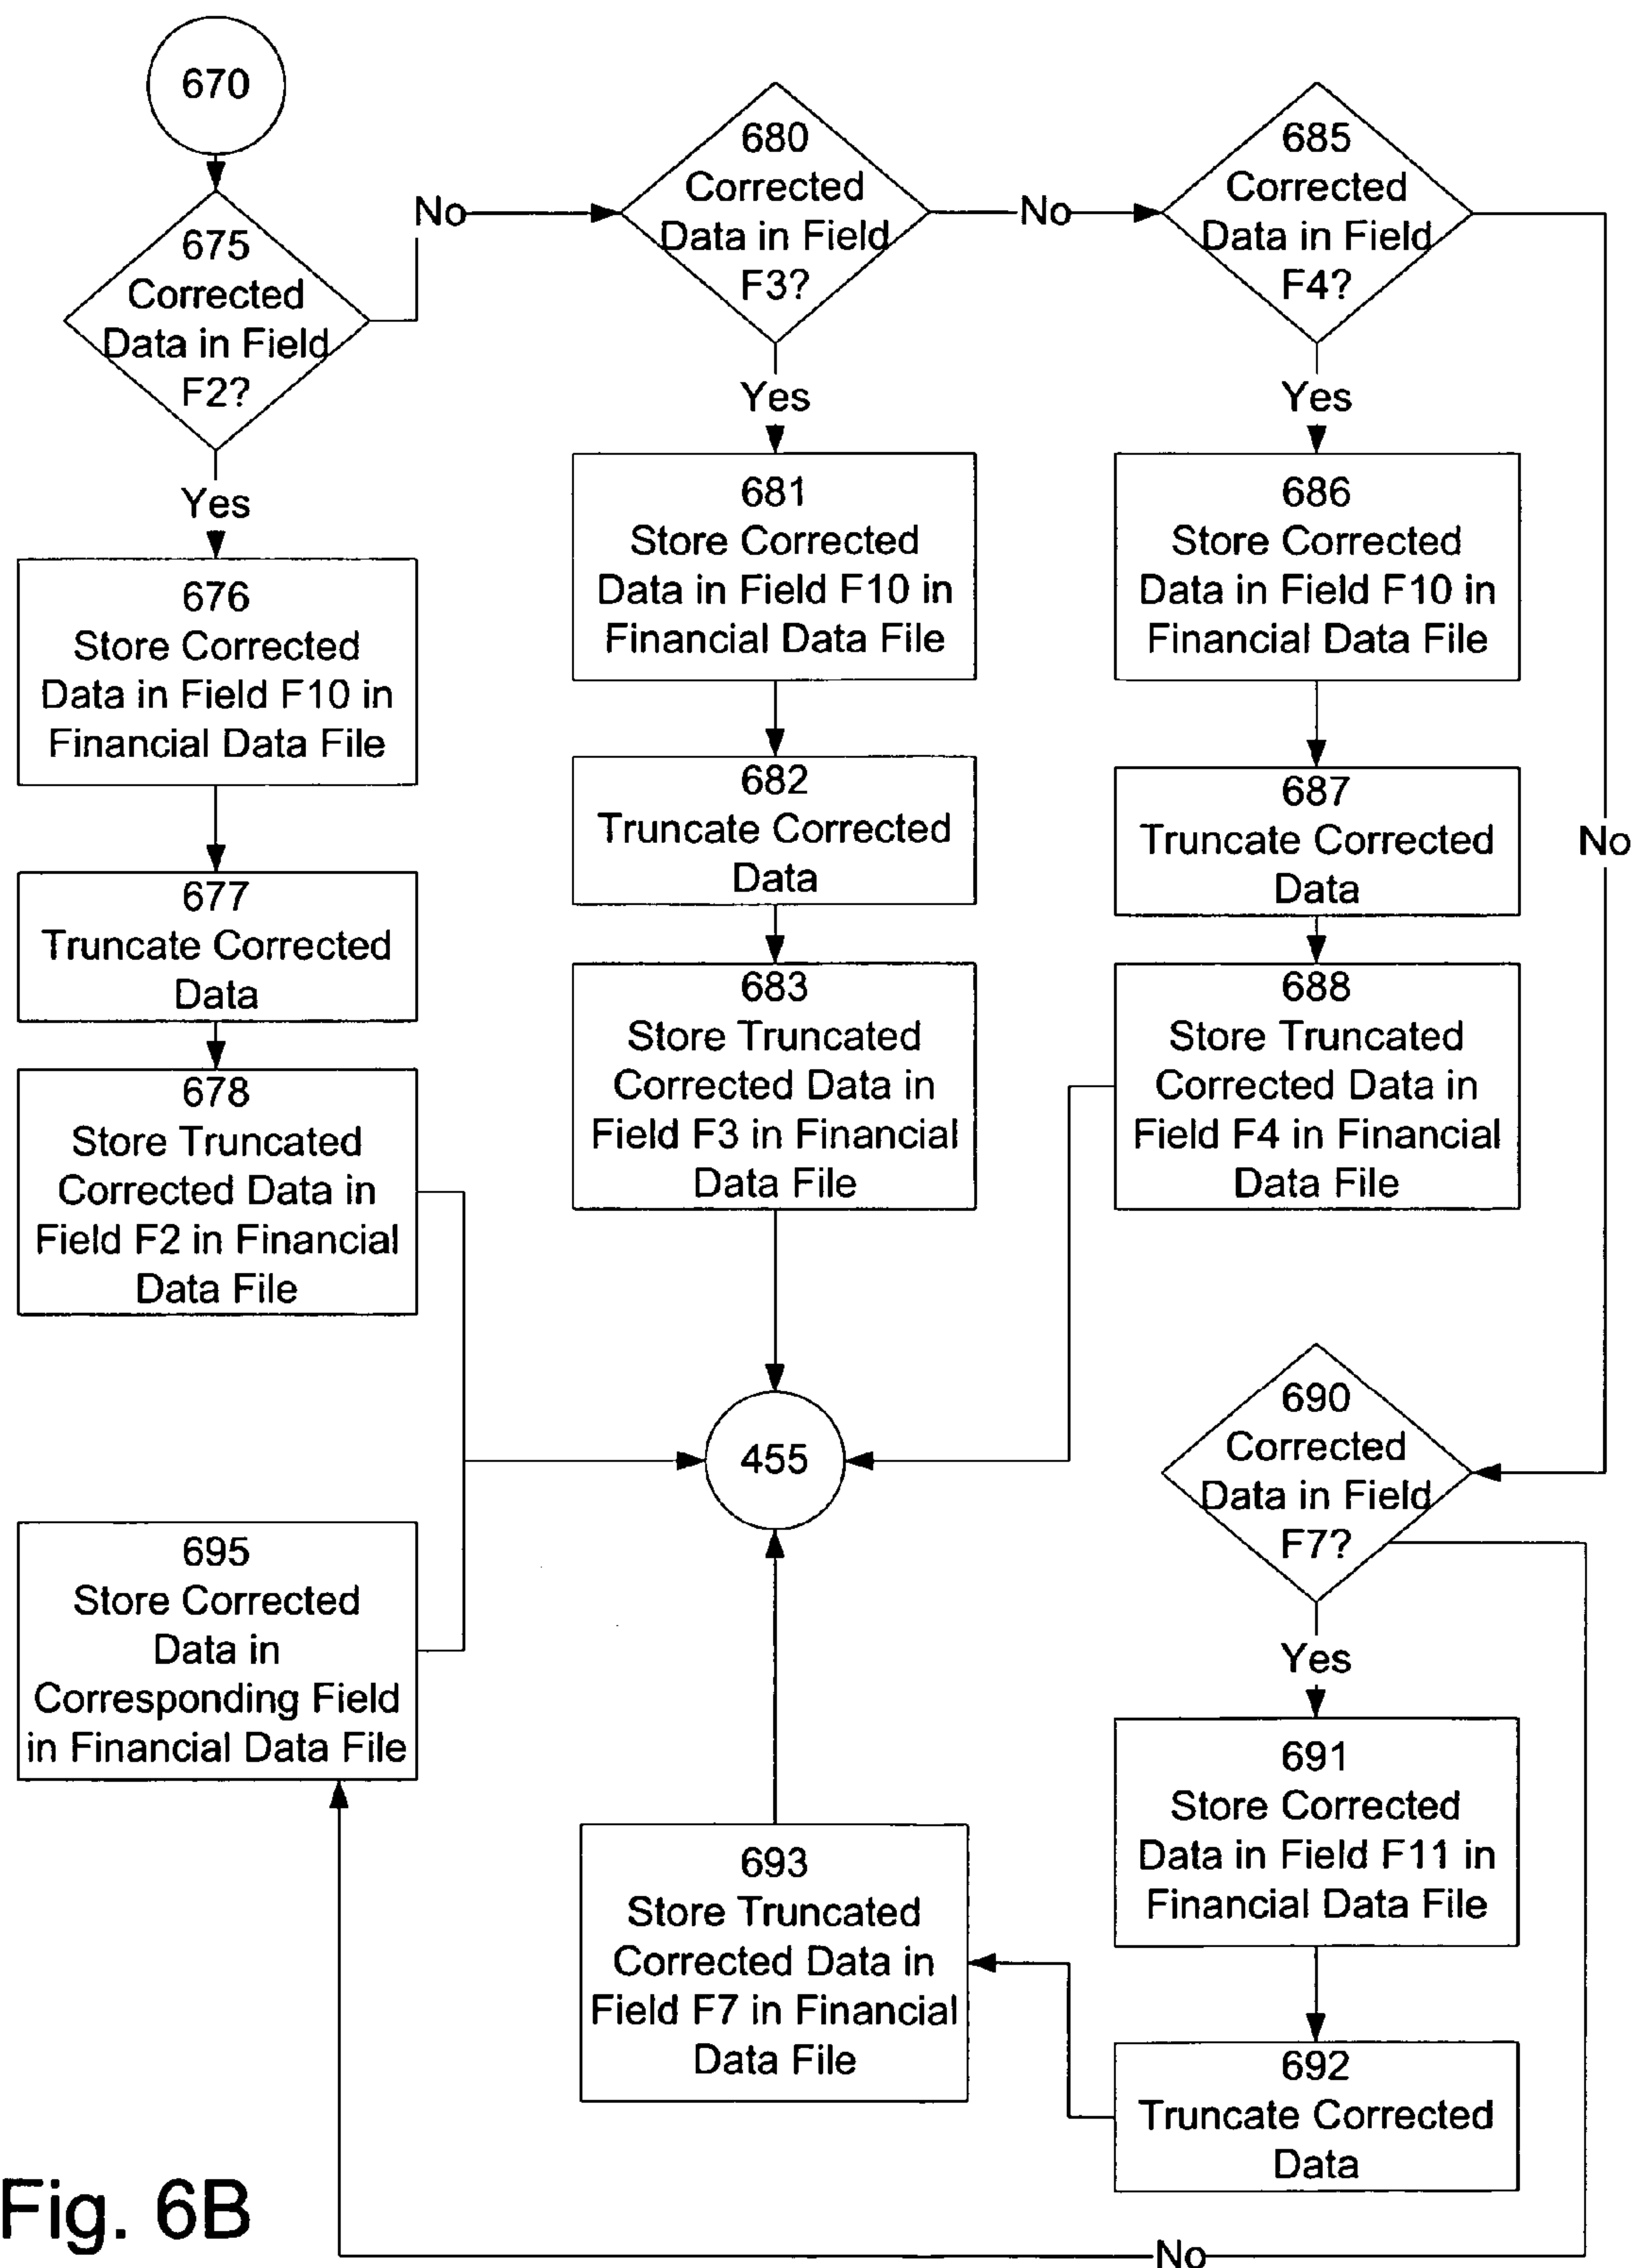 670
675
Corrected
Data in Field
F2?
No
680
Corrected
Data in Field
F3?
No
685
Corrected
Data in Field
F4?
No
Yes
676
Store Corrected
Data in Field F10 in
Financial Data File
677
Truncate Corrected
Data
678
Store Truncated
Corrected Data in
Field F2 in Financial
Data File
Yes
681
Store Corrected
Data in Field F10 in
Financial Data File
682
Truncate Corrected
Data
683
Store Truncated
Corrected Data in
Field F3 in Financial
Data File
Yes
686
Store Corrected
Data in Field F10 in
Financial Data File
687
Truncate Corrected
Data
688
Store Truncated
Corrected Data in
Field F4 in Financial
Data File
455
690
Corrected
Data in Field
F7?
Yes
691
Store Corrected
Data in Field F11 in
Financial Data File
692
Truncate Corrected
Data
693
Store Truncated
Corrected Data in
Field F7 in Financial
Data File
695
Store Corrected
Data in
Corresponding Field
in Financial Data File
No
Fig. 6B